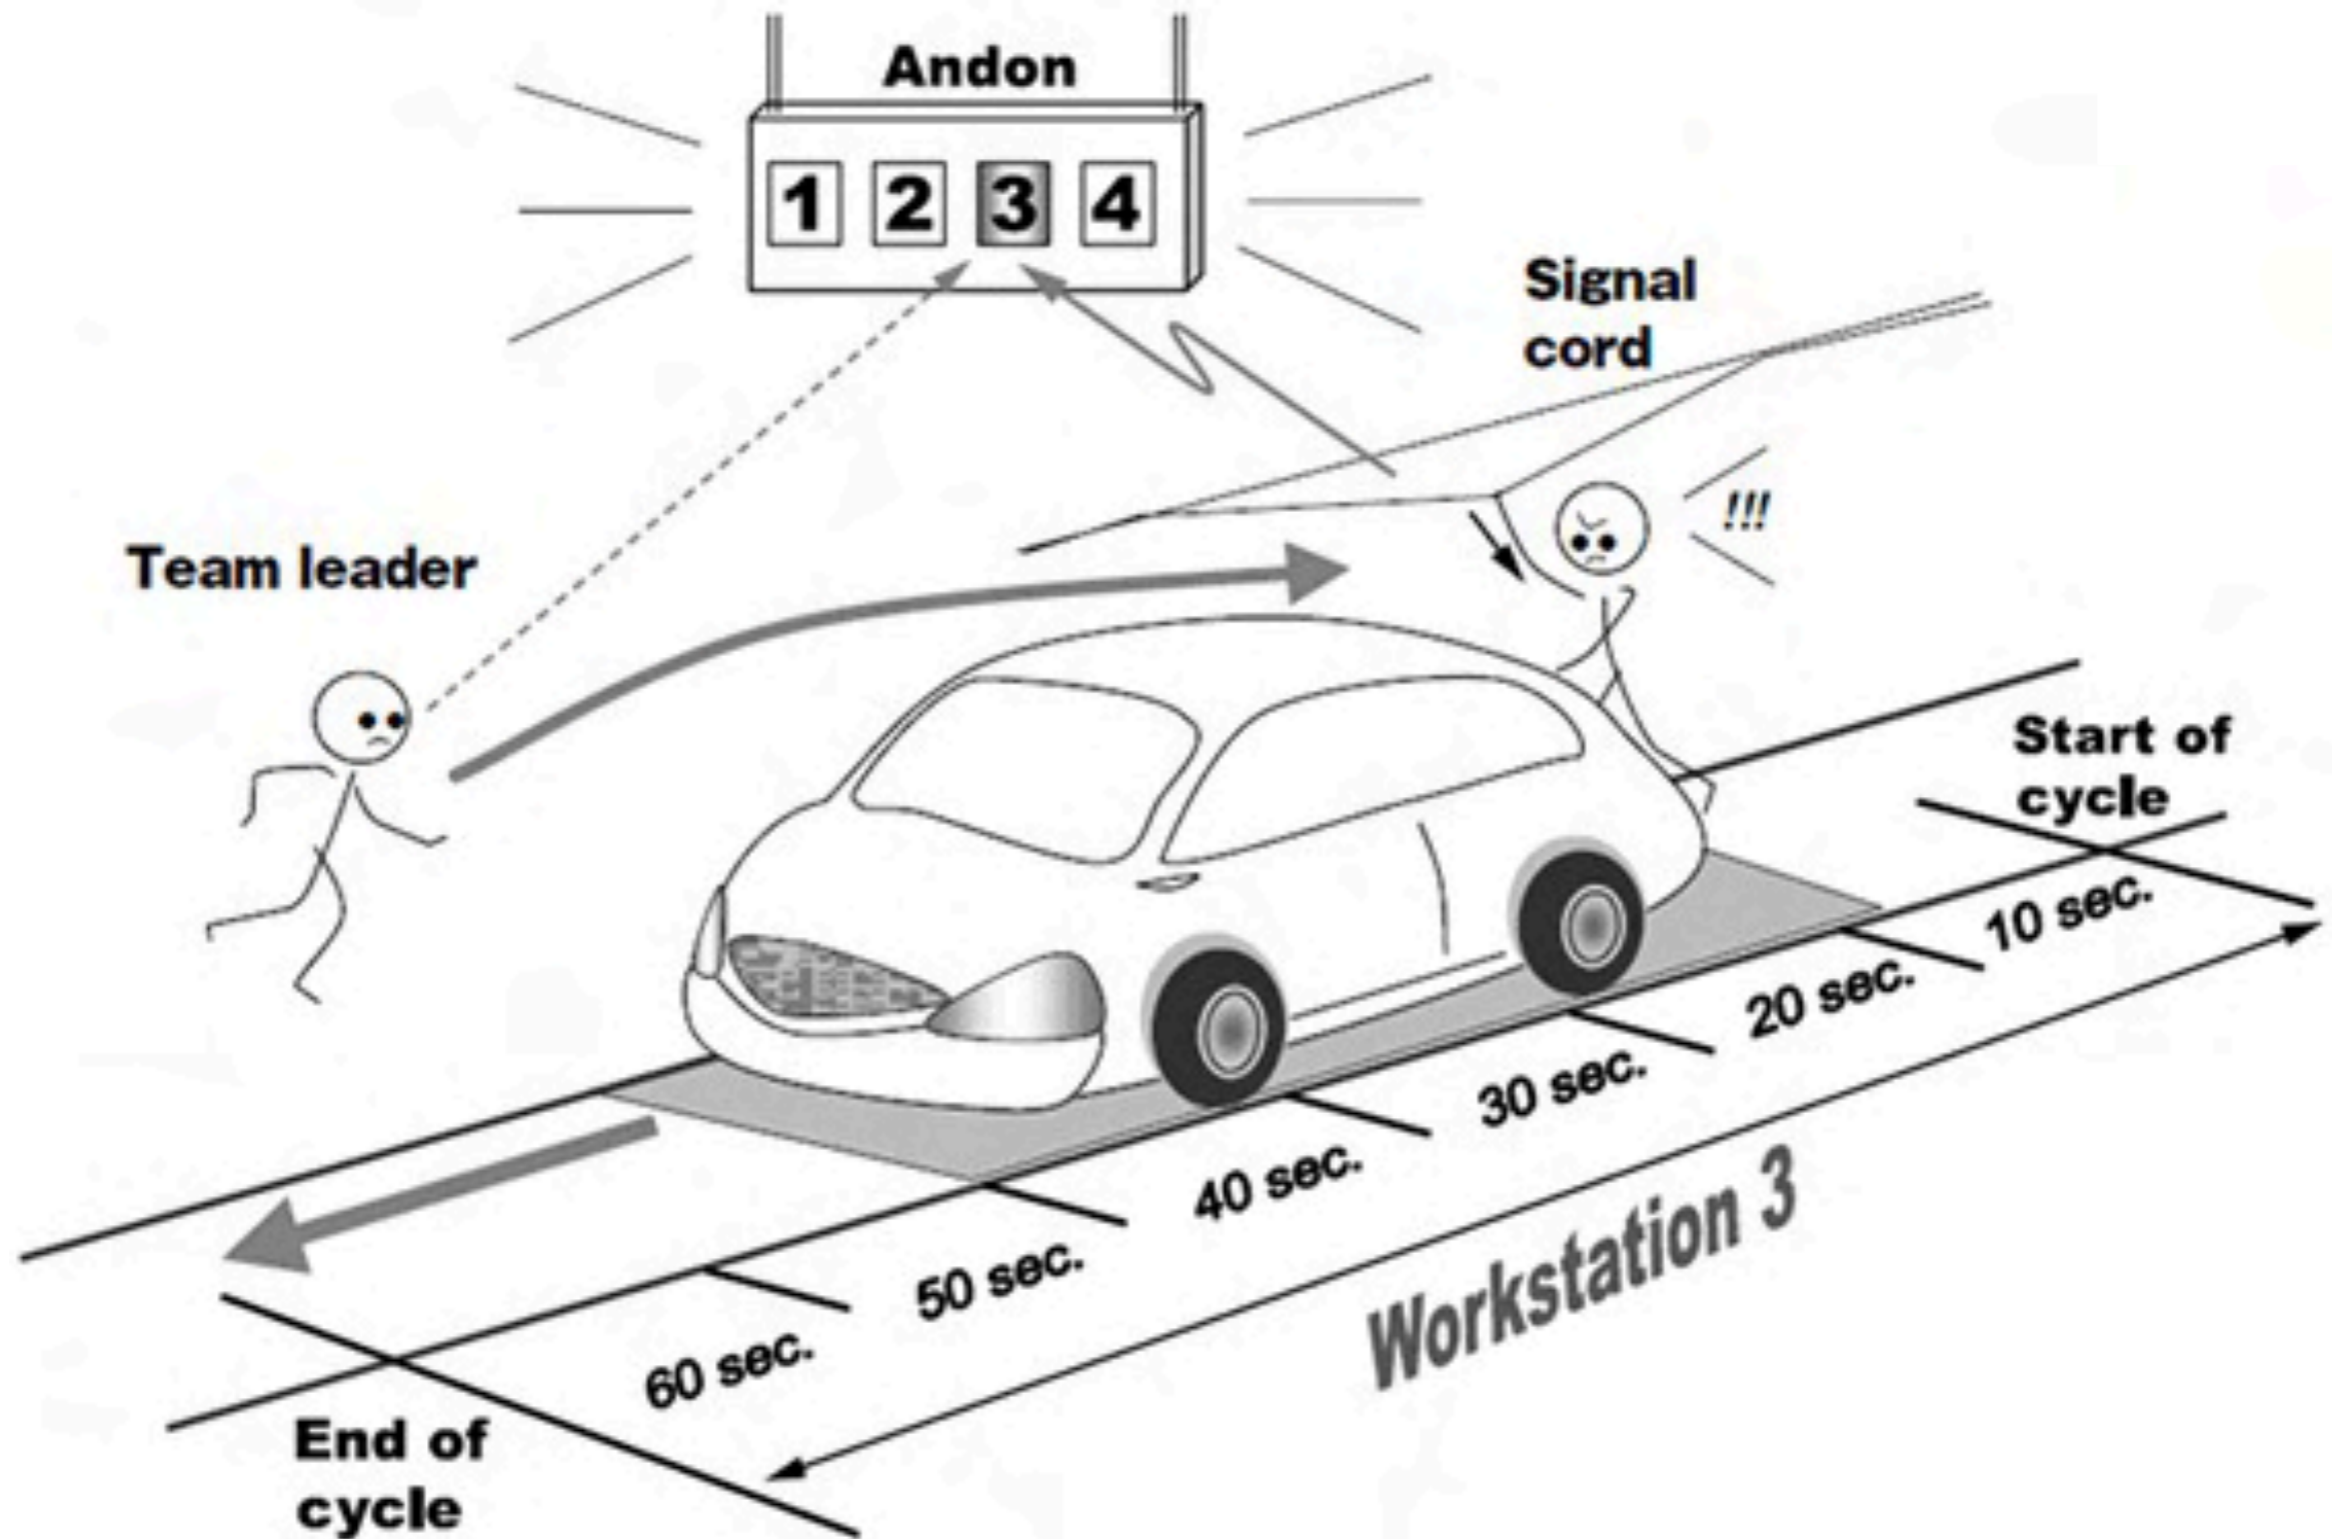 Andon
1 2 3 4
Signal
cord
!!!
Team leader
Start of
cycle
10 sec.
20 sec.
30 sec.
40 sec.
50 sec.
60 sec.
Workstation 3
End of
cycle